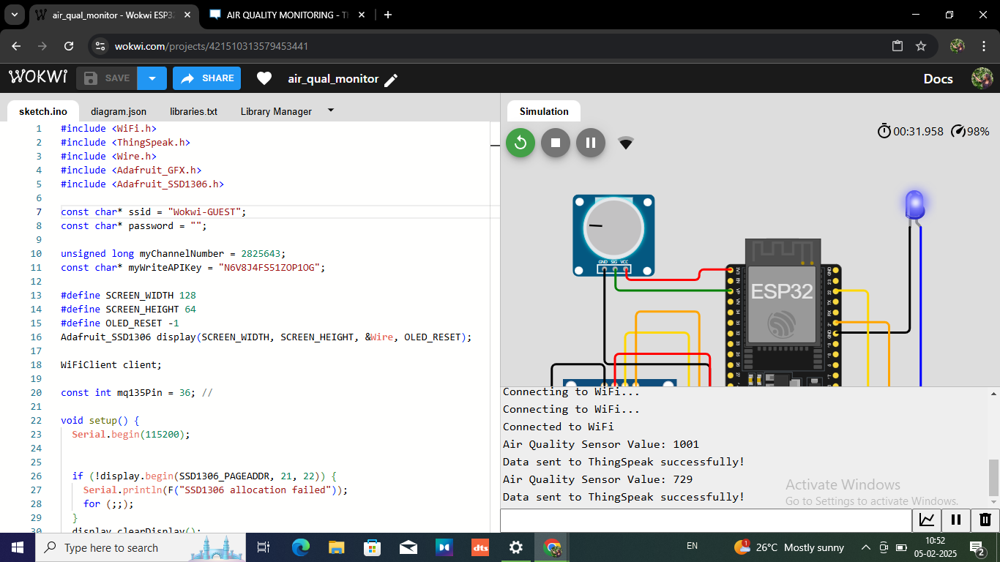 air_qual_monitor - Wokwi ESP32
AIR QUALITY MONITORING - T
wokwi.com/projects/421510313579453441
WOKWI
SAVE
SHARE
air_qual_monitor
Docs
sketch.ino
diagram.json
libraries.txt
Library Manager
1 #include <WiFi.h>
2 #include <ThingSpeak.h>
3 #include <Wire.h>
4 #include <Adafruit_GFX.h>
5 #include <Adafruit_SSD1306.h>
6
7 const char* ssid = "Wokwi-GUEST";
8 const char* password = "";
9
10 unsigned long myChannelNumber = 2825643;
11 const char* myWriteAPIKey = "N6V8J4FS51ZOP1OG";
12
13 #define SCREEN_WIDTH 128
14 #define SCREEN_HEIGHT 64
15 #define OLED_RESET -1
16 Adafruit_SSD1306 display(SCREEN_WIDTH, SCREEN_HEIGHT, &Wire, OLED_RESET);
17
18 WiFiClient client;
19
20 const int mq135Pin = 36; //
21
22 void setup() {
23 Serial.begin(115200);
24
25
26 if (!display.begin(SSD1306_PAGEADDR, 21, 22)) {
27 Serial.println(F("SSD1306 allocation failed"));
28 for (;;);
29 }
30 display.clearDisplay();
Simulation
00:31.958
98%
GND SIG VCC
ESP32
Connecting to WiFi...
Connecting to WiFi...
Connected to WiFi
Air Quality Sensor Value: 1001
Data sent to ThingSpeak successfully!
Air Quality Sensor Value: 729
Data sent to ThingSpeak successfully!
Activate Windows
Go to Settings to activate Windows.
Type here to search
dts
EN
1
26°C Mostly sunny
10:52
05-02-2025
2